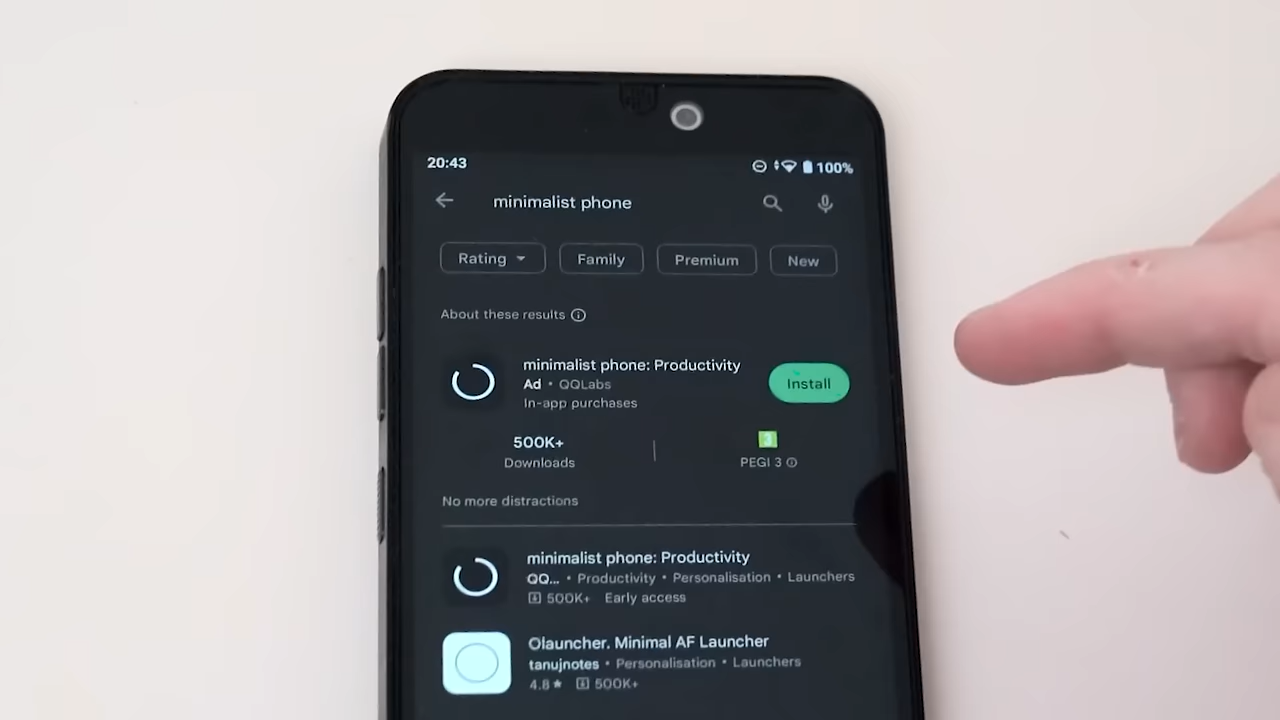 20:43 100%
minimalist phone
Rating Family Premium New
About these results
minimalist phone: Productivity
Ad • QQLabs
Install
In-app purchases
500K+
Downloads
3
PEGI 3
No more distractions
minimalist phone: Productivity
QQ... • Productivity • Personalisation • Launchers
500K+ Early access
Olauncher. Minimal AF Launcher
tanujnotes • Personalisation • Launchers
4.8★ 500K+